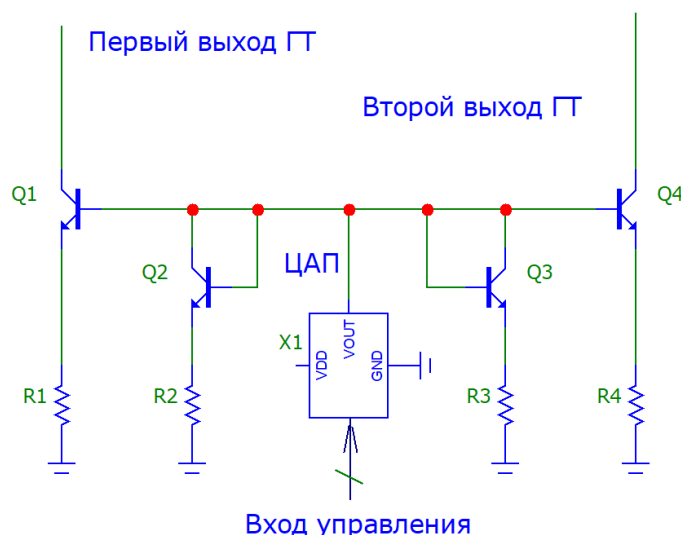 Первый выход ГТ
Второй выход ГТ
Q1
Q4
Q2
ЦАП
Q3
X1
VDD
VOUT
GND
R1
R2
R3
R4
Вход управления